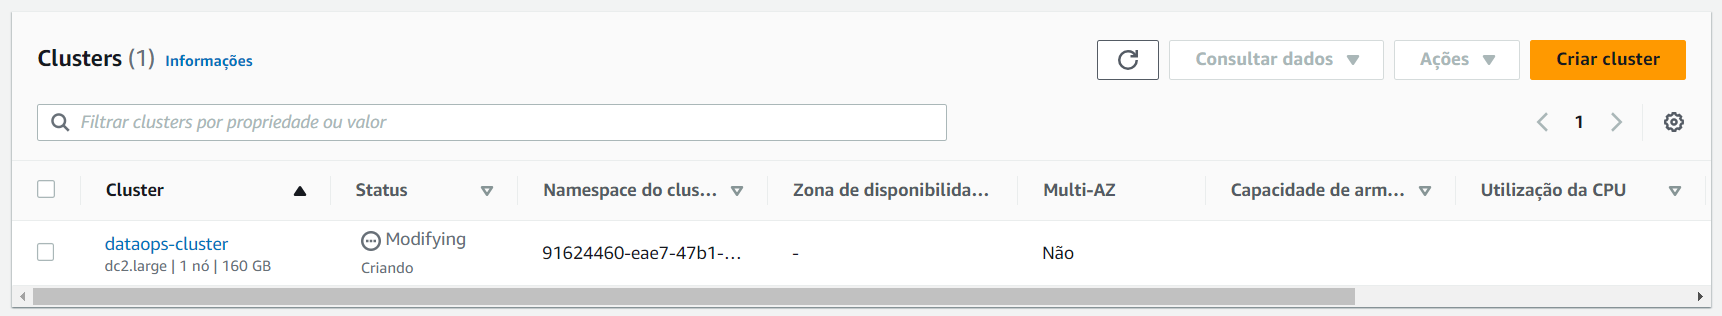 Clusters (1) Informações
Consultar dados
Ações
Criar cluster
Filtrar clusters por propriedade ou valor
1
Cluster
Status
Namespace do clus...
Zona de disponibilida...
Multi-AZ
Capacidade de arm...
Utilização da CPU
dataops-cluster
dc2.large | 1 nó | 160 GB
Modifying
Criando
91624460-eae7-47b1-...
-
Não